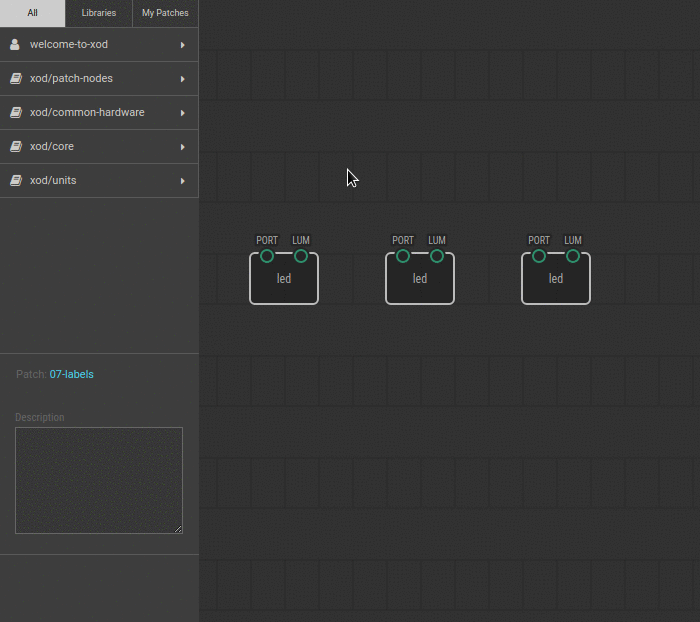 All Libraries My Patches
welcome-to-xod
xod/patch-nodes
xod/common-hardware
xod/core
xod/units
PORT LUM PORT LUM PORT LUM
led led led
Patch: 07-labels
Description